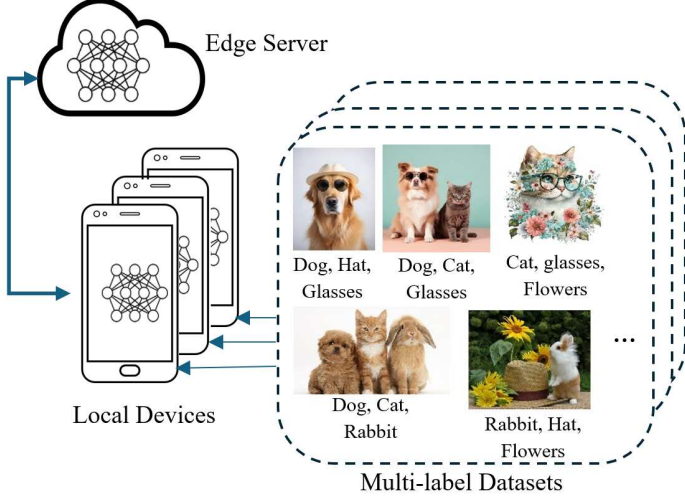 Edge Server
Dog, Hat,
Glasses
Dog, Cat,
Glasses
Cat, glasses,
Flowers
...
Dog, Cat,
Rabbit
Rabbit, Hat,
Flowers
Local Devices
Multi-label Datasets